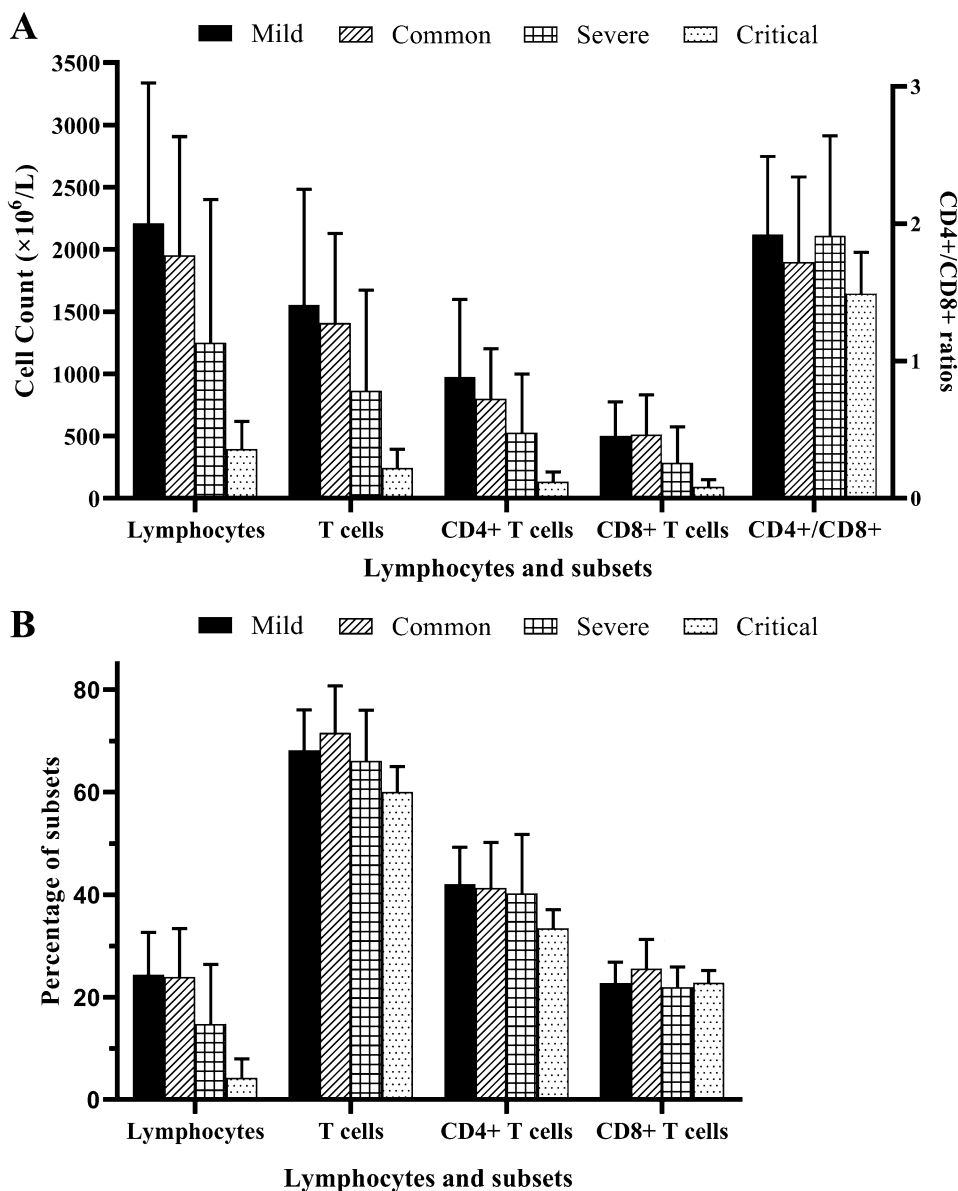 A
Mild Common Severe Critical
3500
3000
2500
2000
1500
1000
500
0
Cell Count (×10⁶/L)
3
2
1
0
CD4+/CD8+ ratios
Lymphocytes T cells CD4+ T cells CD8+ T cells CD4+/CD8+
Lymphocytes and subsets
B
Mild Common Severe Critical
80
60
40
20
0
Percentage of subsets
Lymphocytes T cells CD4+ T cells CD8+ T cells
Lymphocytes and subsets